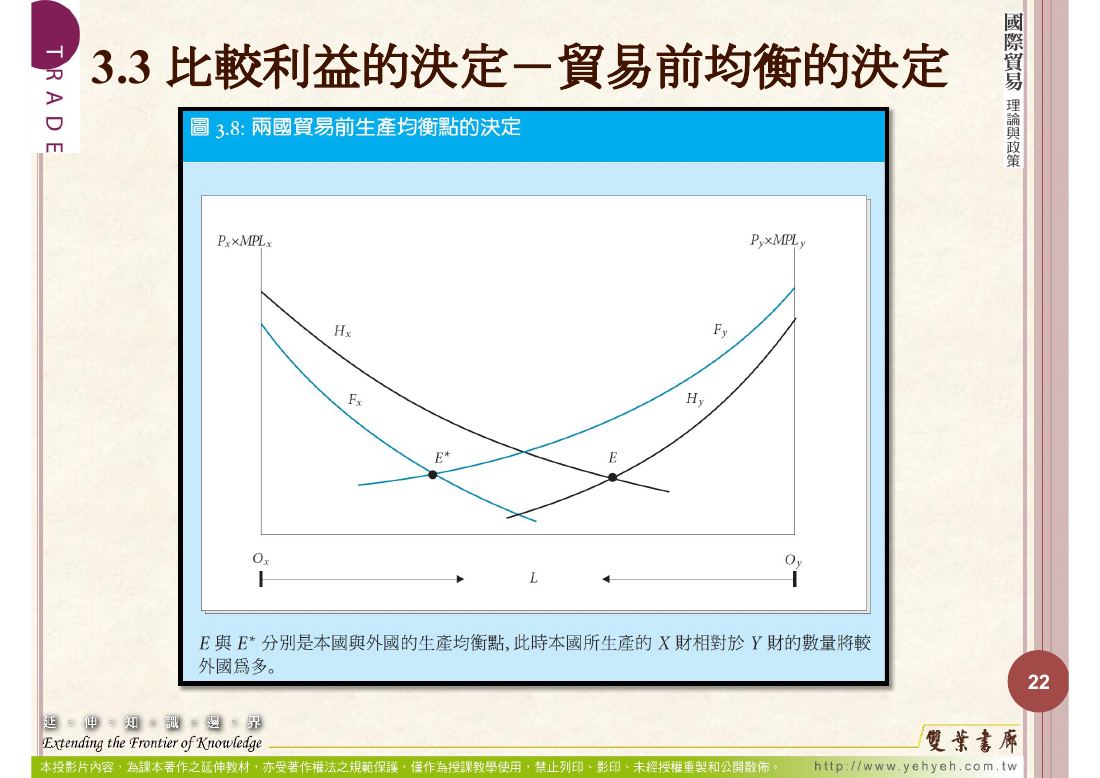 TRADE
3.3 比較利益的決定－貿易前均衡的決定
國際貿易 理論與政策
圖 3.8: 兩國貿易前生產均衡點的決定
Px×MPLx
Py×MPLy
Hx
Fy
Fx
Hy
E*
E
Ox
Oy
L
E 與 E* 分別是本國與外國的生產均衡點, 此時本國所生產的 X 財相對於 Y 財的數量將較
外國為多。
22
延・伸・知・識・邊・界
Extending the Frontier of Knowledge
雙葉書廊
本投影片內容，為課本著作之延伸教材，亦受著作權法之規範保護，僅作為授課教學使用，禁止列印、影印、未經授權重製和公開散佈。
http://www.yehyeh.com.tw